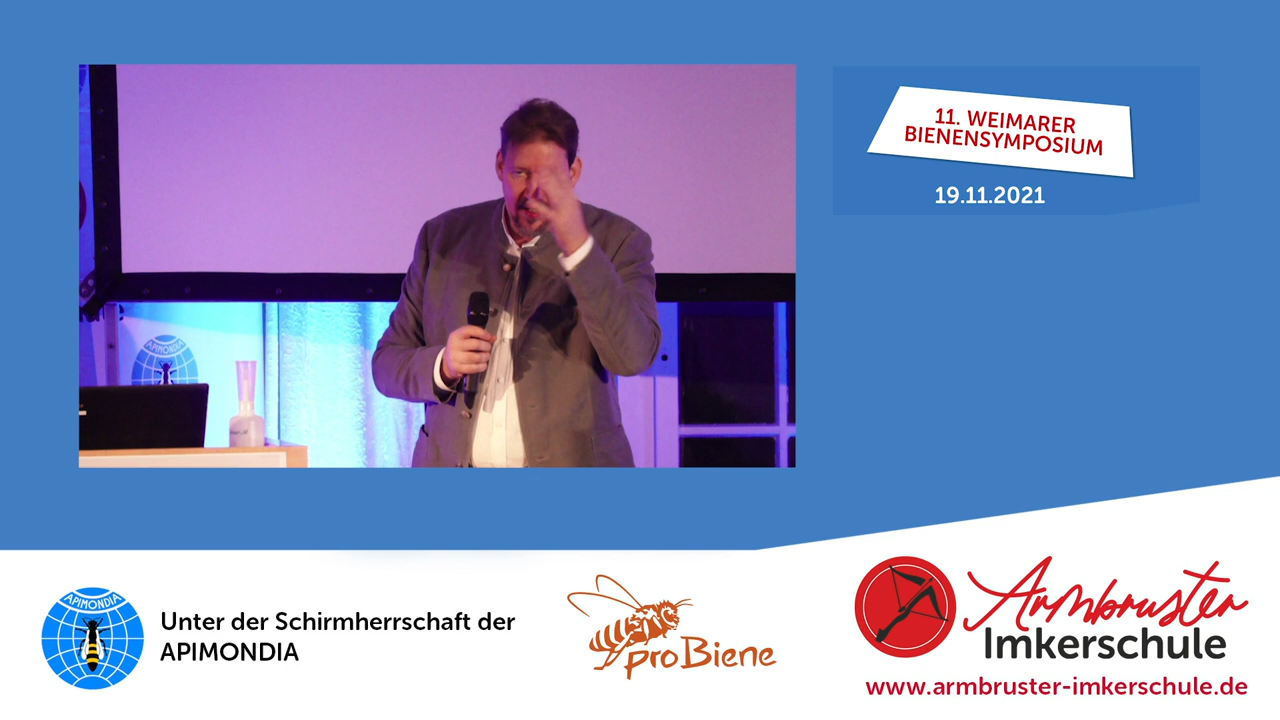 11. WEIMARER
BIENENSYMPOSIUM
19.11.2021
APIMONDIA
APIMONDIA
Unter der Schirmherrschaft der
APIMONDIA
proBiene
Armbruster
Imkerschule
www.armbruster-imkerschule.de